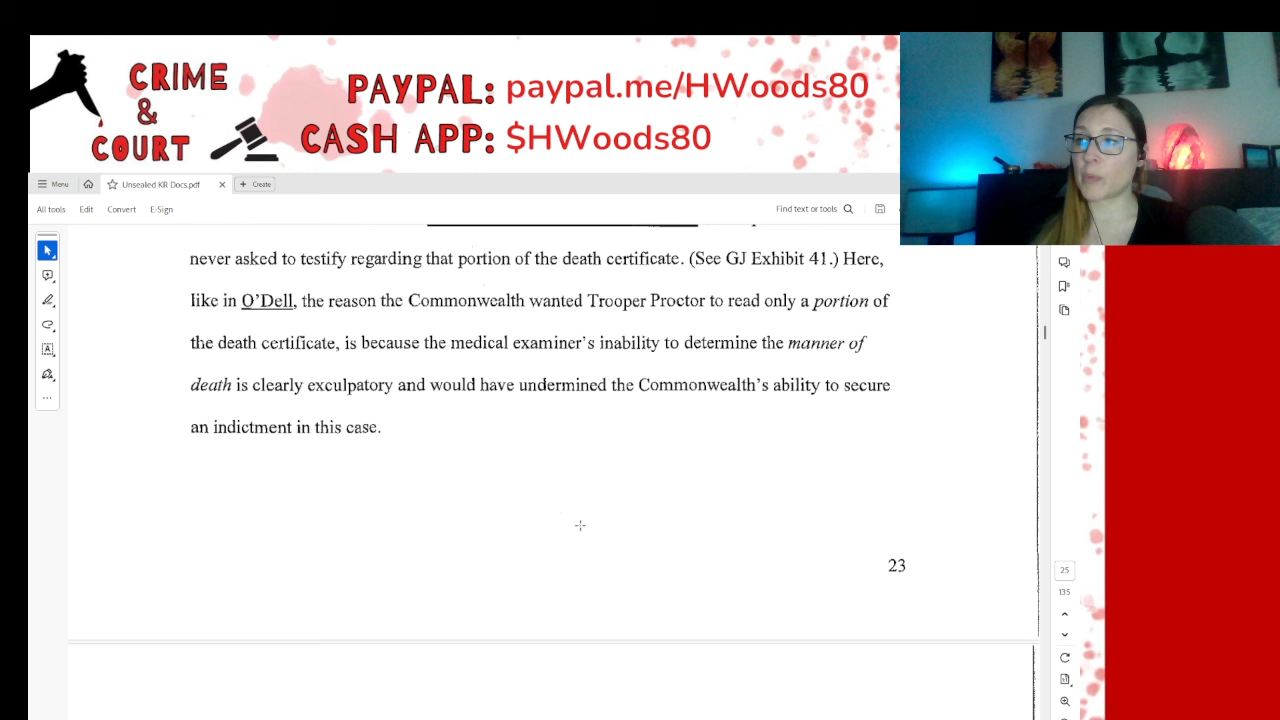 CRIME
&
COURT
PAYPAL: paypal.me/HWoods80
CASH APP: $HWoods80
Menu
Unsealed KR Docs.pdf
Create
All tools
Edit
Convert
E-Sign
Find text or tools
never asked to testify regarding that portion of the death certificate. (See GJ Exhibit 41.) Here,
like in O'Dell, the reason the Commonwealth wanted Trooper Proctor to read only a portion of
the death certificate, is because the medical examiner's inability to determine the manner of
death is clearly exculpatory and would have undermined the Commonwealth's ability to secure
an indictment in this case.
23
25
135